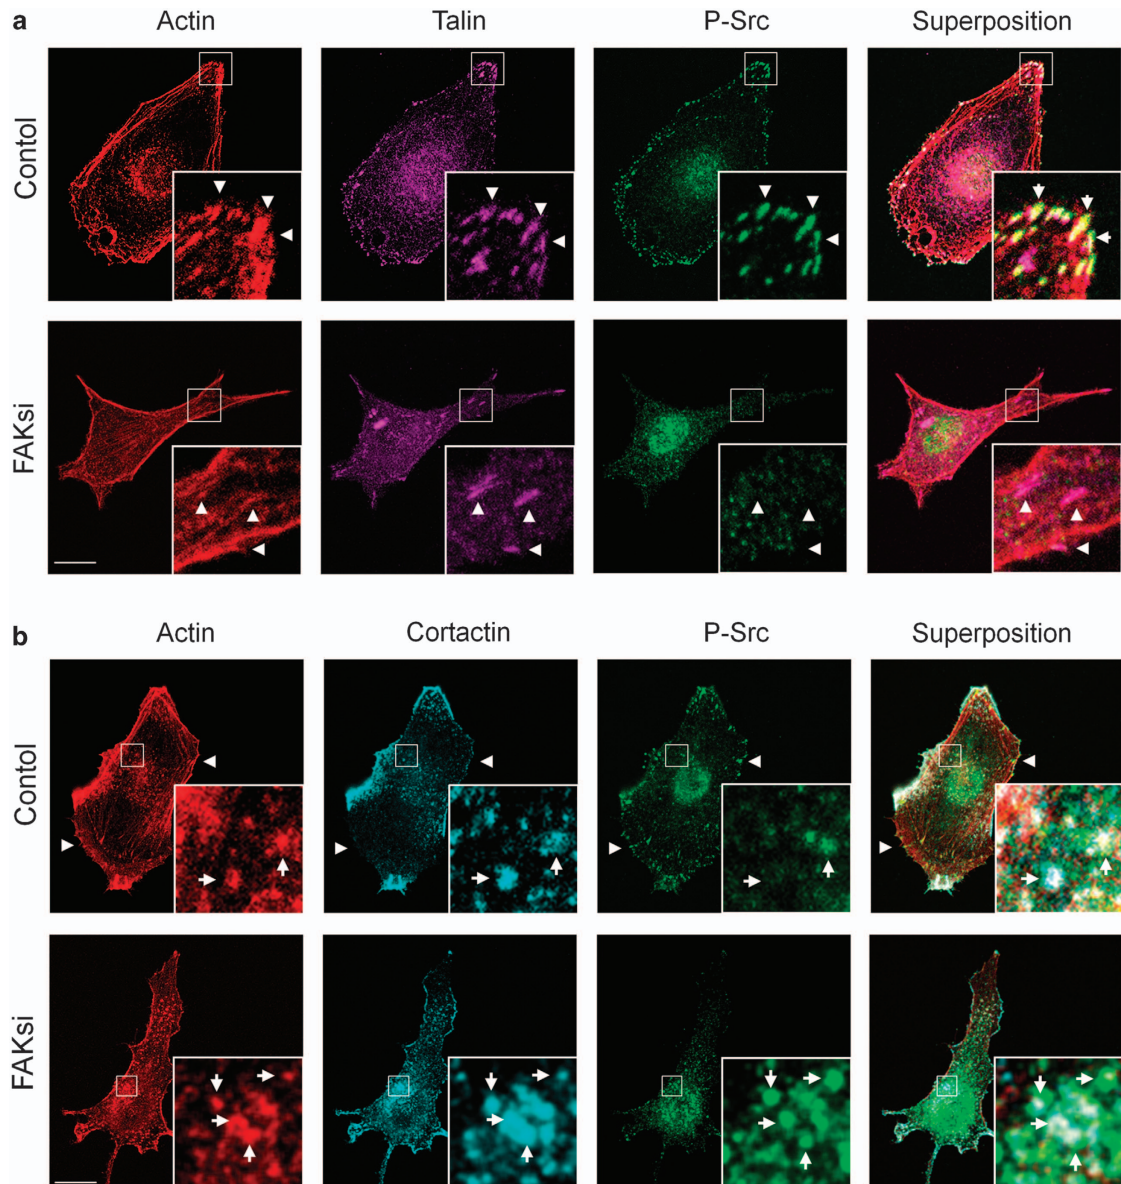 a
Actin Talin P-Src Superposition
Contol
FAKsi
b
Actin Cortactin P-Src Superposition
Contol
FAKsi